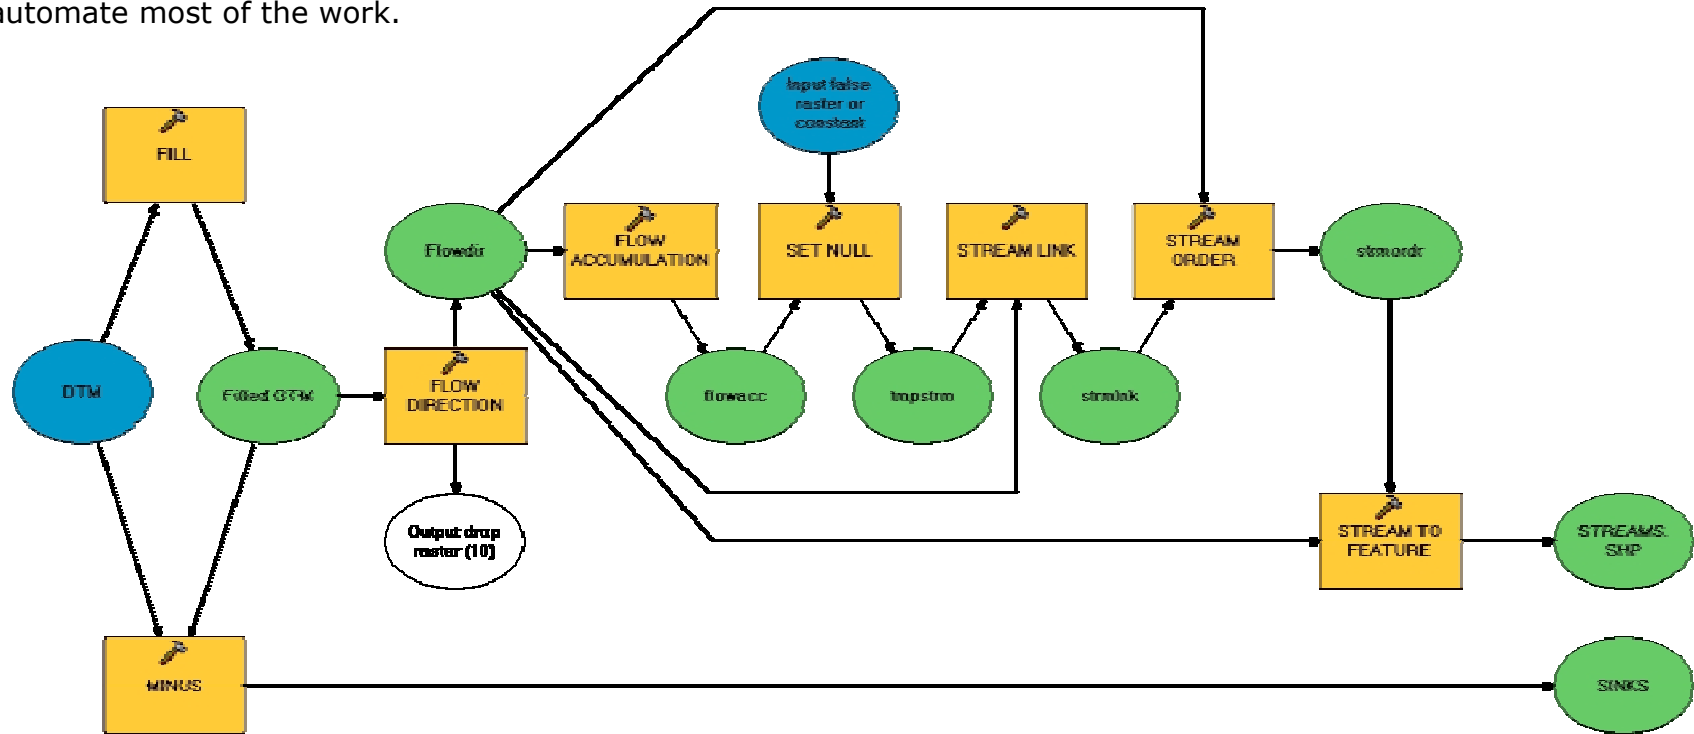 automate most of the work.
Input false
raster or
constant
FILL
Flowdir
FLOW
ACCUMULATION
SET NULL
STREAM LINK
STREAM
ORDER
strmordr
DTM
Filled DTM
FLOW
DIRECTION
flowacc
tmpstrm
strmlnk
Output drop
raster (10)
STREAM TO
FEATURE
STREAMS.
SHP
MINUS
SINKS